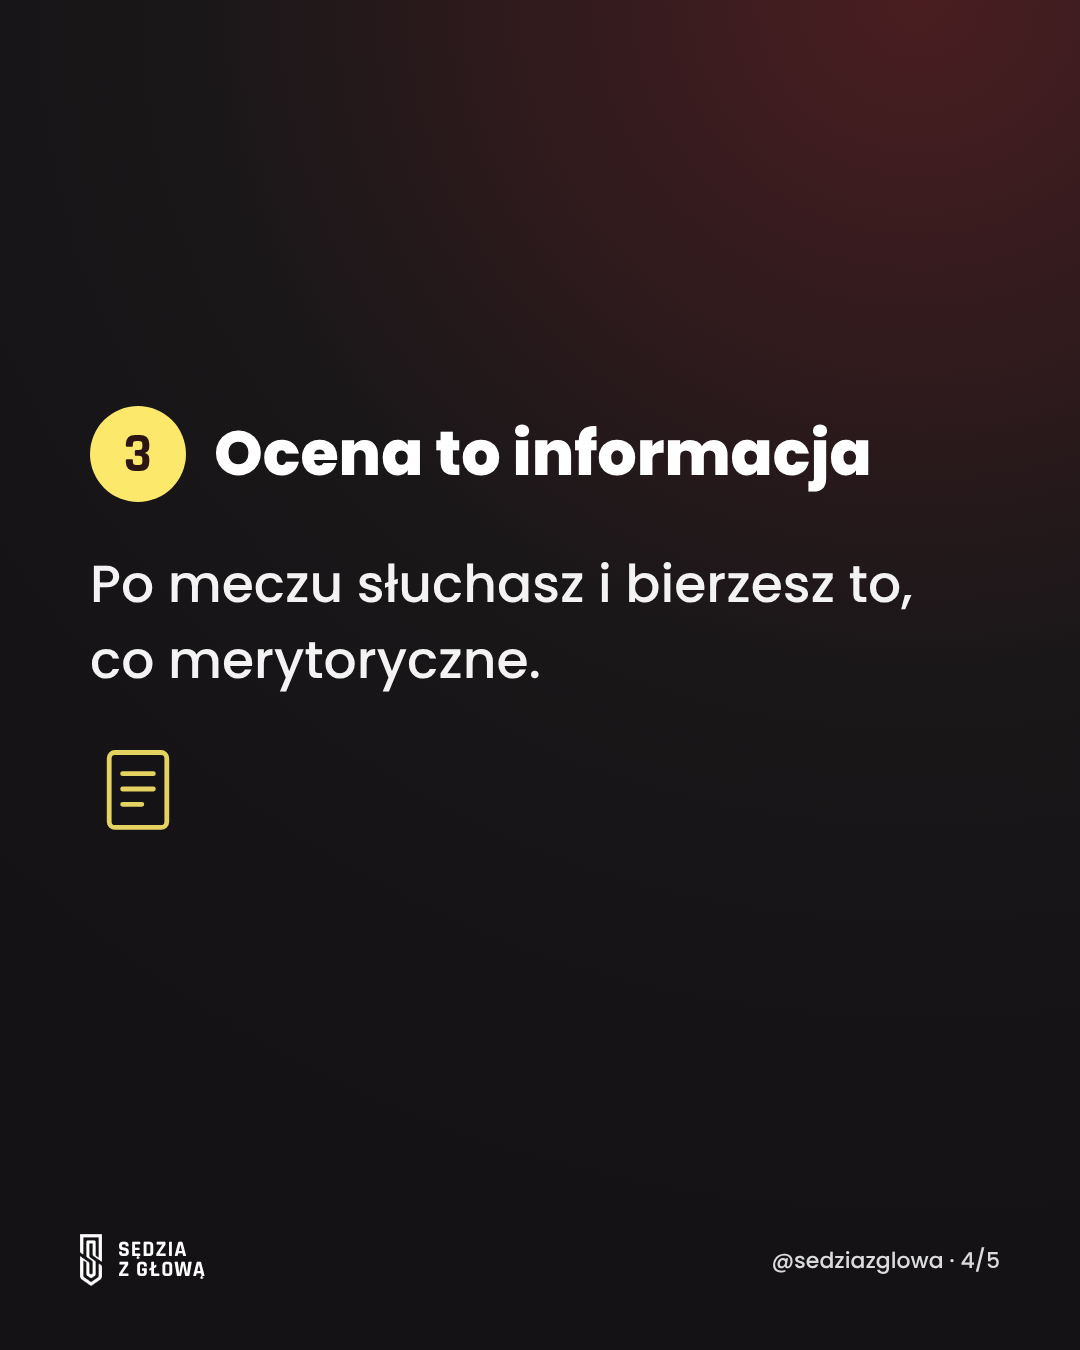 3 Ocena to informacja
Po meczu słuchasz i bierzesz to,
co merytoryczne.
SĘDZIA
Z GŁOWĄ
@sedziazglowa · 4/5